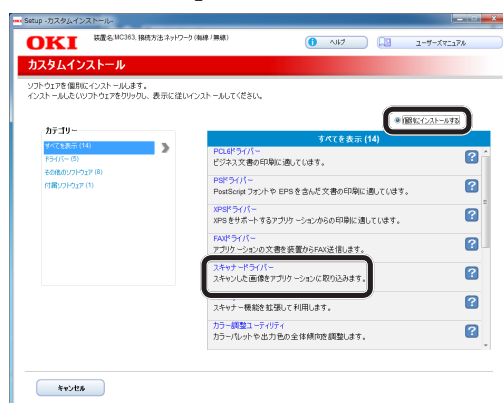 Setup -カスタムインストール-
OKI
装置名:MC363, 接続方法:ネットワーク(有線/無線)
ヘルプ
ユーザーズマニュアル
カスタムインストール
ソフトウェアを個別にインストールします。
インストールしたいソフトウェアをクリックし、表示に従いインストールしてください。
個別にインストールする
カテゴリー
すべてを表示 (14)
ドライバー (5)
その他のソフトウェア (8)
付属ソフトウェア (1)
すべてを表示 (14)
PCL6ドライバー
ビジネス文書の印刷に適しています。
PSドライバー
PostScript フォントや EPS を含んだ文書の印刷に適しています。
XPSドライバー
XPS をサポートするアプリケーションからの印刷に適しています。
FAXドライバー
アプリケーションの文書を装置からFAX送信します。
スキャナードライバー
スキャンした画像をアプリケーションに取り込みます。
スキャナー機能を拡張して利用します。
カラー調整ユーティリティ
カラーパレットや出力色の全体傾向を調整します。
キャンセル